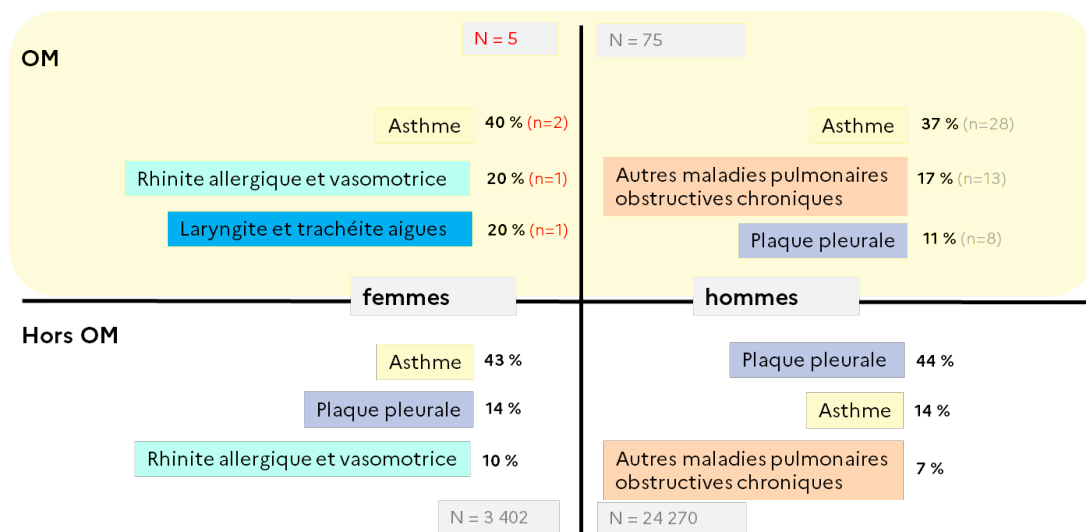 OM
N = 5
N = 75
Asthme 40 % (n=2)
Rhinite allergique et vasomotrice 20 % (n=1)
Laryngite et trachéite aigues 20 % (n=1)
Asthme 37 % (n=28)
Autres maladies pulmonaires
obstructives chroniques 17 % (n=13)
Plaque pleurale 11 % (n=8)
femmes
hommes
Hors OM
Asthme 43 %
Plaque pleurale 14 %
Rhinite allergique et vasomotrice 10 %
N = 3 402
Plaque pleurale 44 %
Asthme 14 %
Autres maladies pulmonaires
obstructives chroniques 7 %
N = 24 270